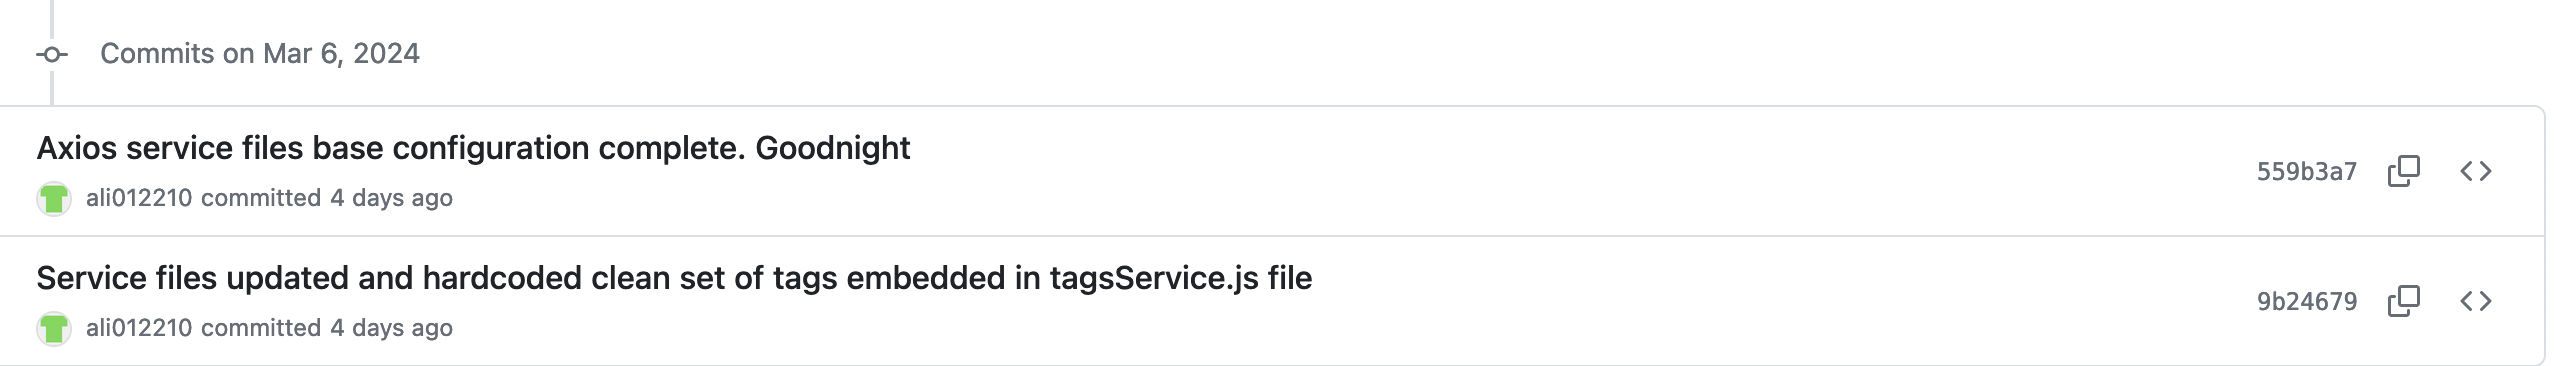 Commits on Mar 6, 2024
Axios service files base configuration complete. Goodnight
559b3a7
ali012210 committed 4 days ago
Service files updated and hardcoded clean set of tags embedded in tagsService.js file
9b24679
ali012210 committed 4 days ago